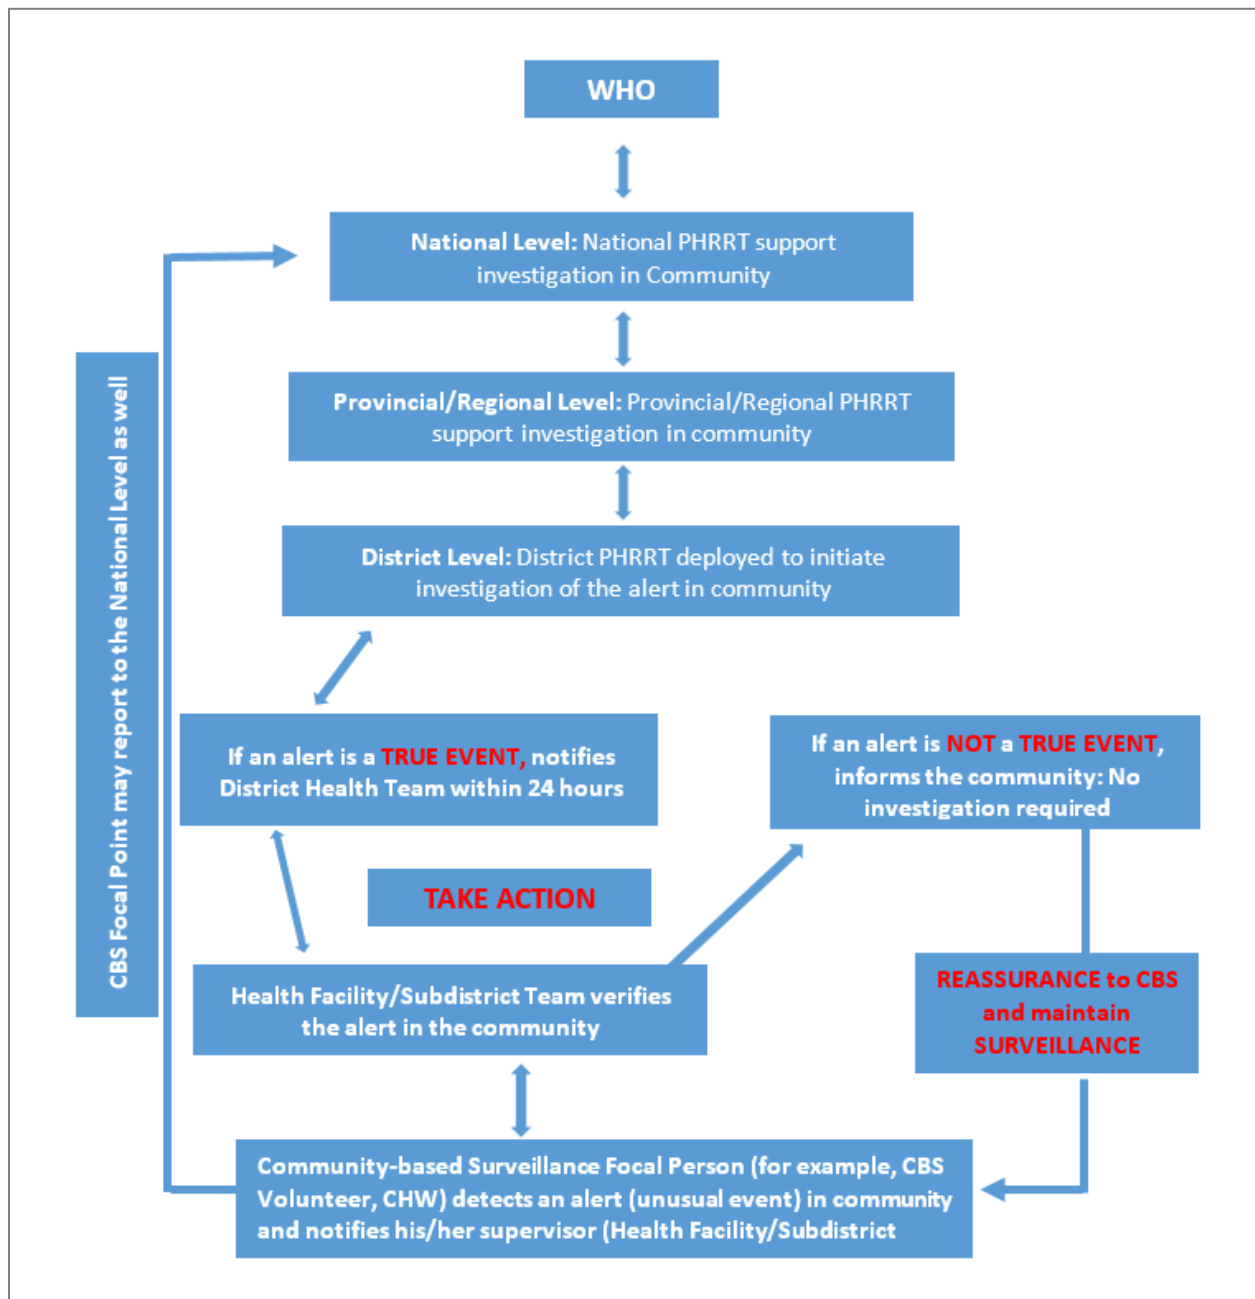 WHO
National Level: National PHRRT support
investigation in Community
Provincial/Regional Level: Provincial/Regional PHRRT
support investigation in community
District Level: District PHRRT deployed to initiate
investigation of the alert in community
CBS Focal Point may report to the National Level as well
If an alert is a TRUE EVENT, notifies
District Health Team within 24 hours
If an alert is NOT a TRUE EVENT,
informs the community: No
investigation required
TAKE ACTION
Health Facility/Subdistrict Team verifies
the alert in the community
REASSURANCE to CBS
and maintain
SURVEILLANCE
Community-based Surveillance Focal Person (for example, CBS
Volunteer, CHW) detects an alert (unusual event) in community
and notifies his/her supervisor (Health Facility/Subdistrict